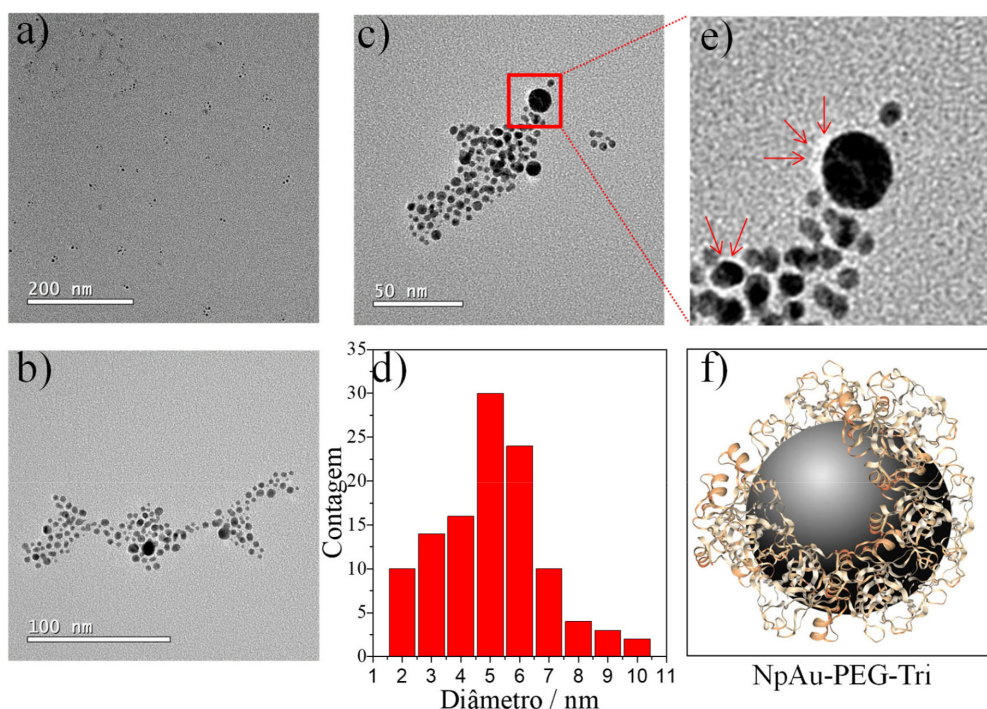 a)
200 nm
b)
100 nm
c)
50 nm
d)
Contagem
35
30
25
20
15
10
5
0
1 2 3 4 5 6 7 8 9 10 11
Diâmetro / nm
e)
f)
NpAu-PEG-Tri